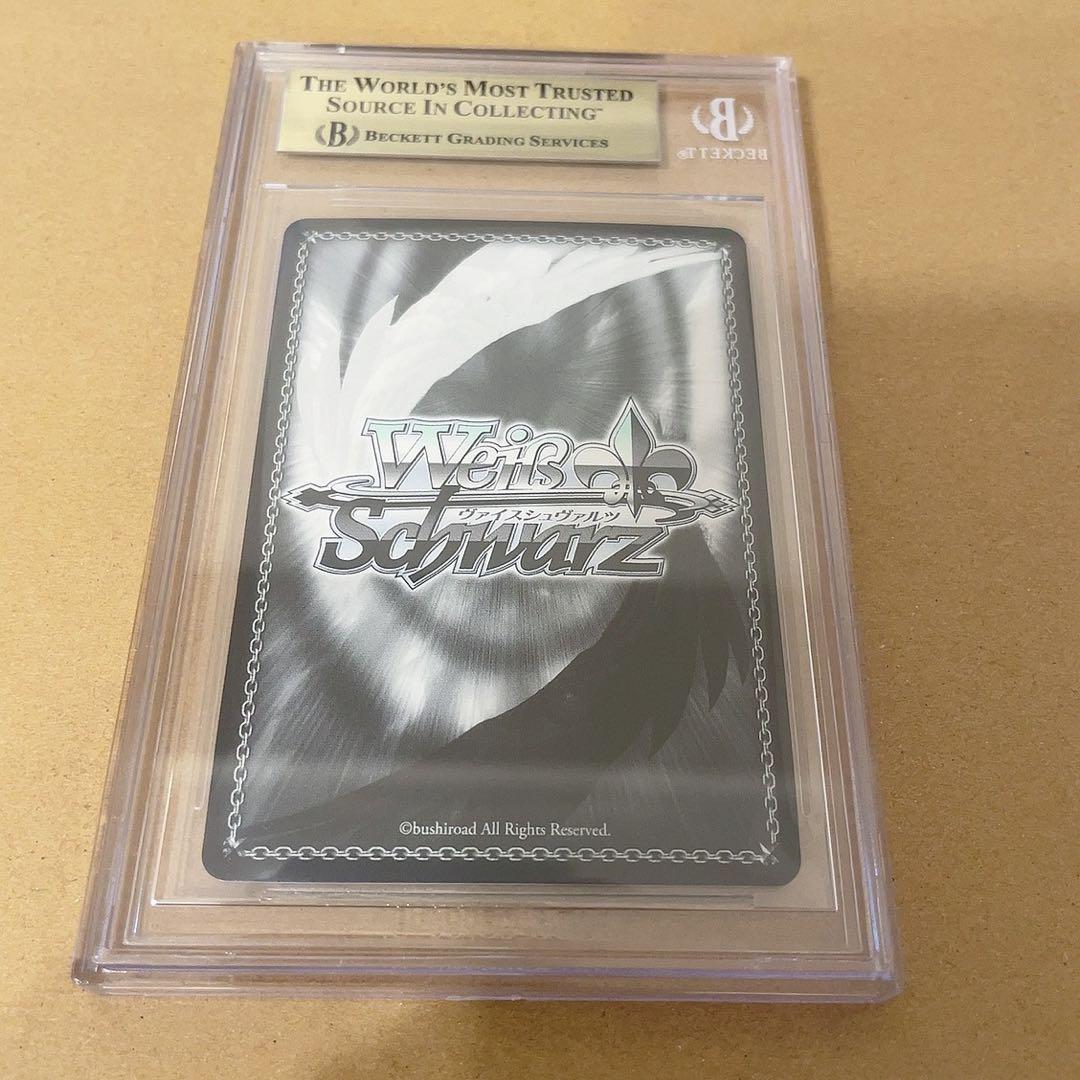 THE WORLD'S MOST TRUSTED
SOURCE IN COLLECTING™
B BECKETT GRADING SERVICES
B
BECKETT®
Weiß
ヴァイスシュヴァルツ
Schwarz
©bushiroad All Rights Reserved.